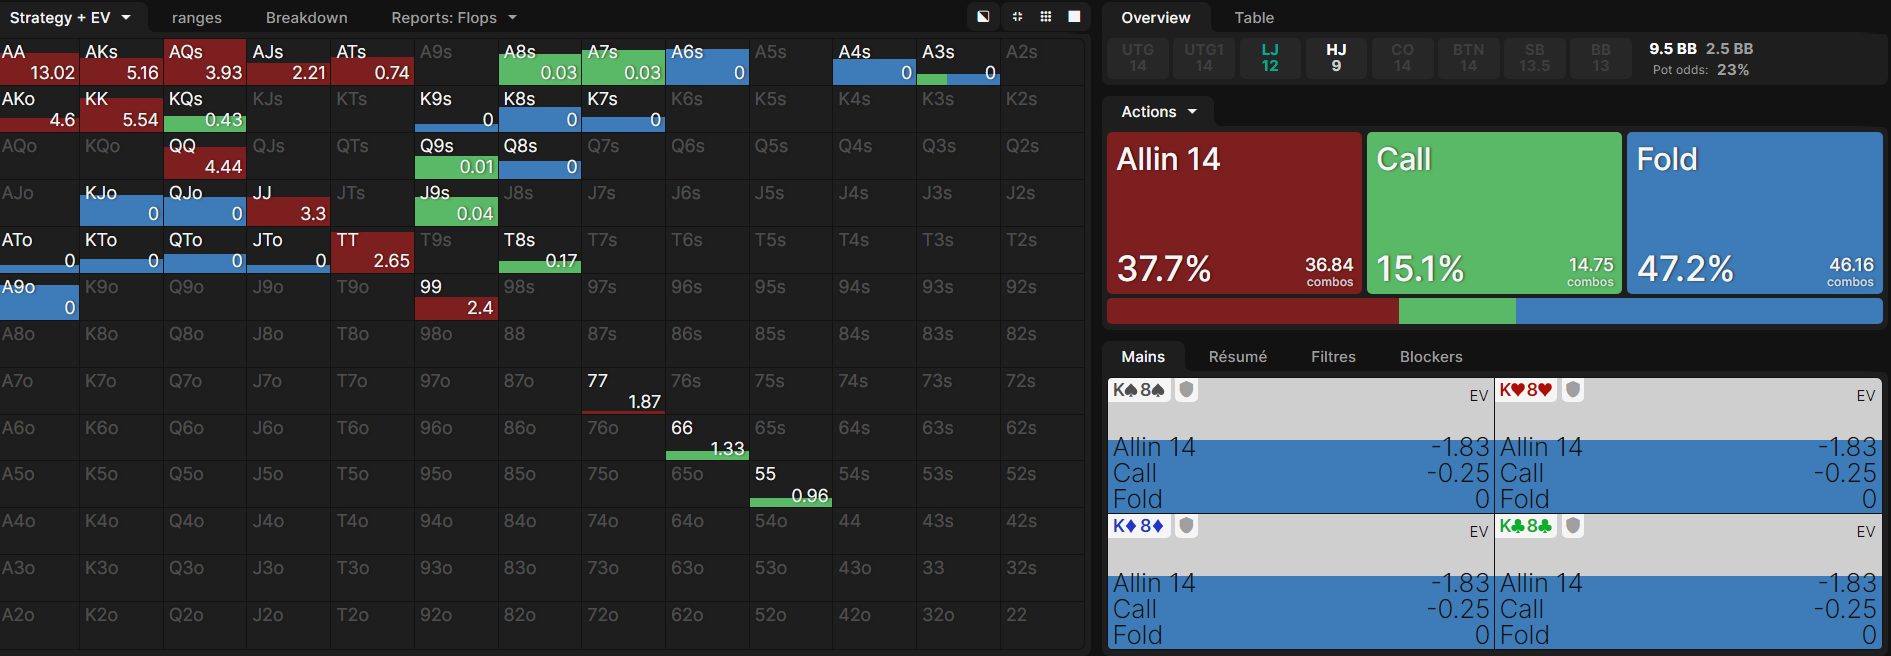 Strategy + EV ranges Breakdown Reports: Flops
AA AKs AQs AJs ATs A9s A8s A7s A6s A5s A4s A3s A2s
13.02 5.16 3.93 2.21 0.74 0.03 0.03 0 0 0
AKo KK KQs KJs KTs K9s K8s K7s K6s K5s K4s K3s K2s
4.6 5.54 0.43 0 0 0
AQo KQo QQ QJs QTs Q9s Q8s Q7s Q6s Q5s Q4s Q3s Q2s
4.44 0.01 0
AJo KJo QJo JJ JTs J9s J8s J7s J6s J5s J4s J3s J2s
0 0 3.3 0.04
ATo KTo QTo JTo TT T9s T8s T7s T6s T5s T4s T3s T2s
0 0 0 0 2.65 0.17
A9o K9o Q9o J9o T9o 99 98s 97s 96s 95s 94s 93s 92s
0 2.4
A8o K8o Q8o J8o T8o 98o 88 87s 86s 85s 84s 83s 82s
A7o K7o Q7o J7o T7o 97o 87o 77 76s 75s 74s 73s 72s
1.87
A6o K6o Q6o J6o T6o 96o 86o 76o 66 65s 64s 63s 62s
1.33
A5o K5o Q5o J5o T5o 95o 85o 75o 65o 55 54s 53s 52s
0.96
A4o K4o Q4o J4o T4o 94o 84o 74o 64o 54o 44 43s 42s
A3o K3o Q3o J3o T3o 93o 83o 73o 63o 53o 43o 33 32s
A2o K2o Q2o J2o T2o 92o 82o 72o 62o 52o 42o 32o 22
Overview Table
UTG UTG1 LJ HJ CO BTN SB BB
14 14 12 9 14 14 13.5 13
9.5 BB 2.5 BB
Pot odds: 23%
Actions
Allin 14 Call Fold
37.7% 36.84 combos 15.1% 14.75 combos 47.2% 46.16 combos
Mains Résumé Filtres Blockers
K♠8♠ EV K♥8♥ EV
Allin 14 -1.83 Allin 14 -1.83
Call -0.25 Call -0.25
Fold 0 Fold 0
K♦8♦ EV K♣8♣ EV
Allin 14 -1.83 Allin 14 -1.83
Call -0.25 Call -0.25
Fold 0 Fold 0